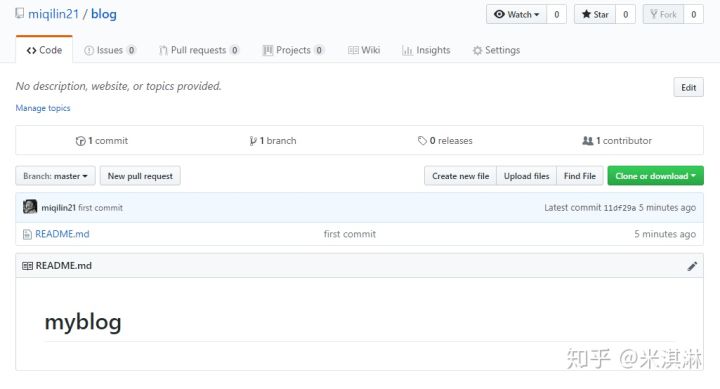 miqilin21 / blog
Watch 0 Star 0 Fork 0
Code Issues 0 Pull requests 0 Projects 0 Wiki Insights Settings
No description, website, or topics provided. Edit
Manage topics
1 commit 1 branch 0 releases 1 contributor
Branch: master New pull request Create new file Upload files Find File Clone or download
miqilin21 first commit Latest commit 11df29a 5 minutes ago
README.md first commit 5 minutes ago
README.md
myblog
知乎 @米淇淋